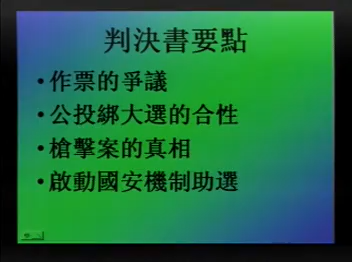 判決書要點
•作票的爭議
•公投綁大選的合性
•槍擊案的真相
•啟動國安機制助選